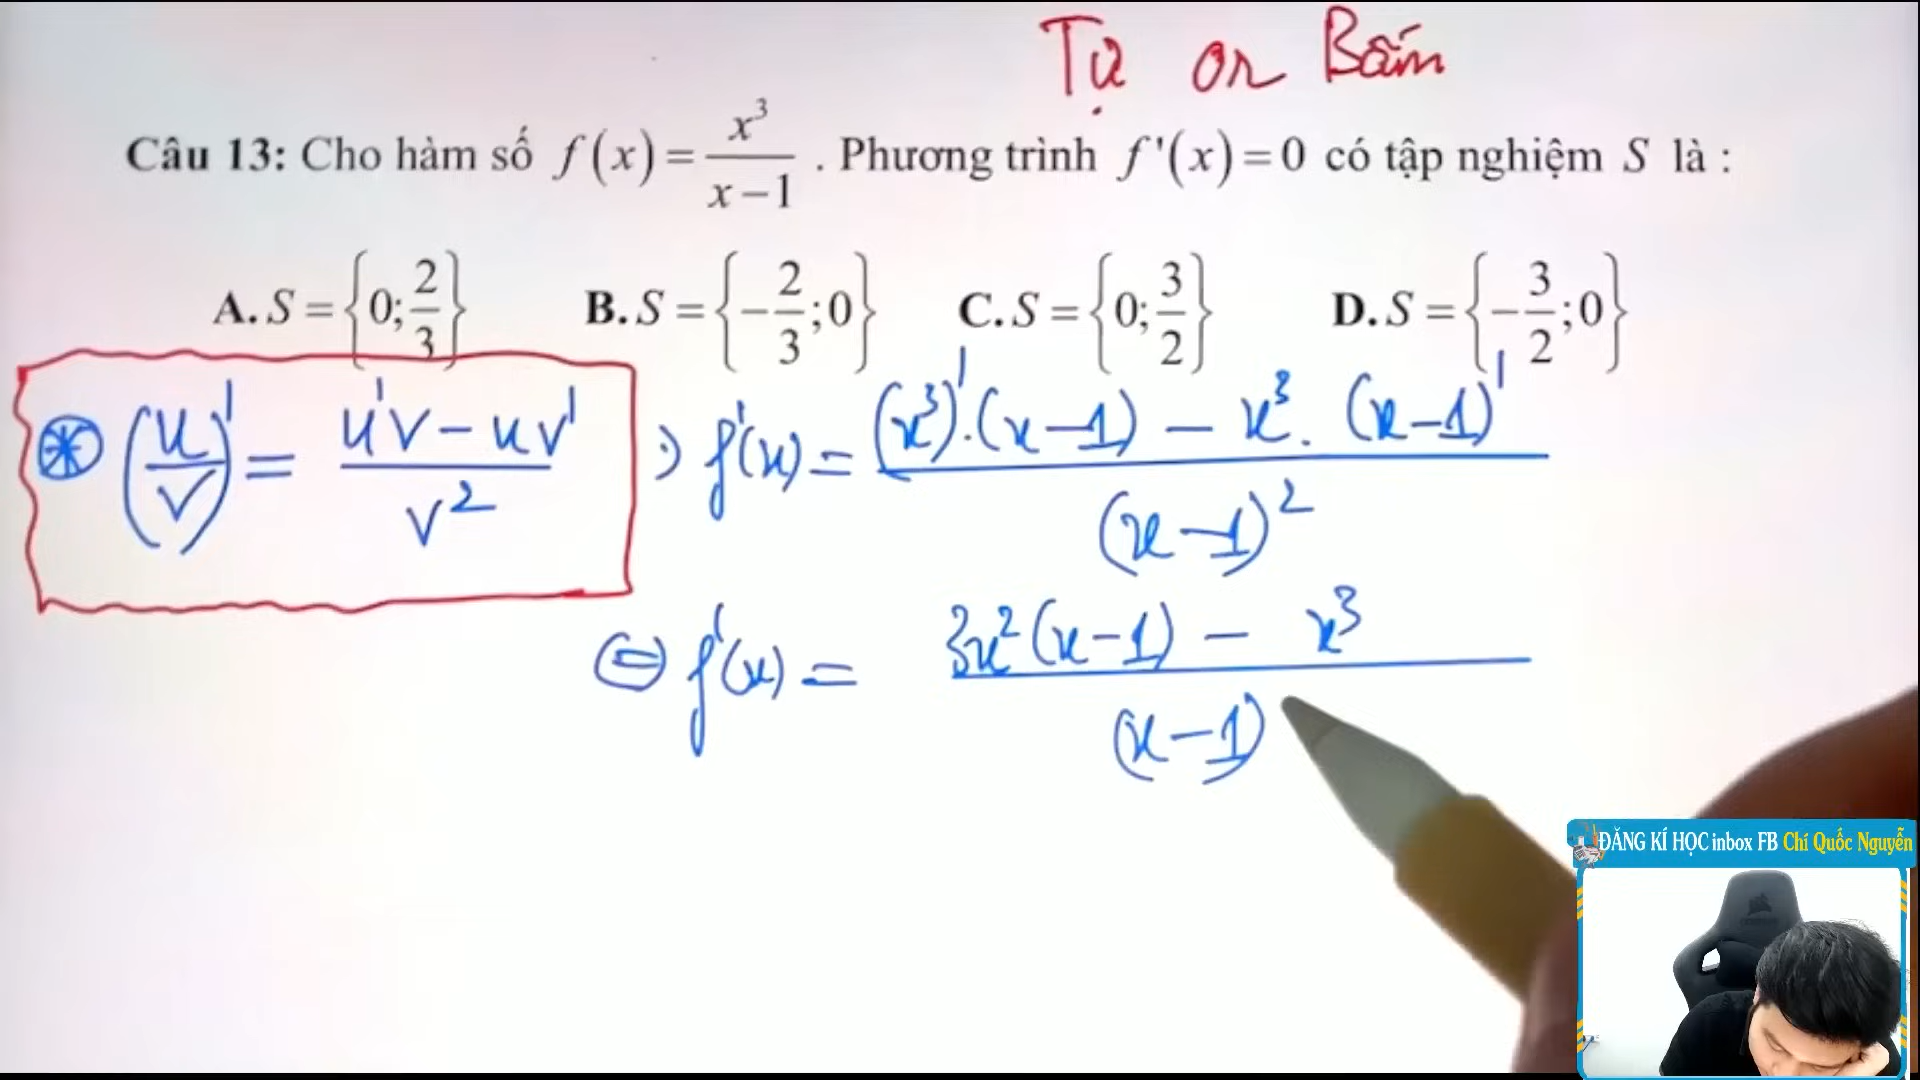 Tự or Bấm
Câu 13: Cho hàm số f(x) = x³/(x−1) . Phương trình f'(x) = 0 có tập nghiệm S là :
A. S = {0; 2/3} B. S = {−2/3; 0} C. S = {0; 3/2} D. S = {−3/2; 0}
(u/v)' = (u'v − uv')/v²
f'(x) = ((x³)'.(x−1) − x³.(x−1)')/(x−1)²
⇔ f'(x) = (3x²(x−1) − x³)/(x−1)
ĐĂNG KÍ HỌC inbox FB Chí Quốc Nguyễn